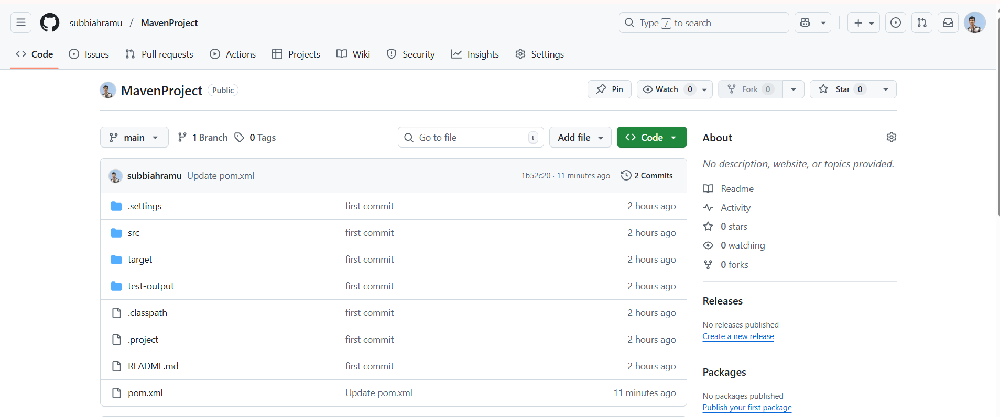 subbiahramu / MavenProject
Type / to search
Code Issues Pull requests Actions Projects Wiki Security Insights Settings
MavenProject Public
Pin Watch 0 Fork 0 Star 0
main 1 Branch 0 Tags
Go to file t Add file Code
subbiahramu Update pom.xml 1b52c20 · 11 minutes ago 2 Commits
.settings first commit 2 hours ago
src first commit 2 hours ago
target first commit 2 hours ago
test-output first commit 2 hours ago
.classpath first commit 2 hours ago
.project first commit 2 hours ago
README.md first commit 2 hours ago
pom.xml Update pom.xml 11 minutes ago
About
No description, website, or topics provided.
Readme
Activity
0 stars
0 watching
0 forks
Releases
No releases published
Create a new release
Packages
No packages published
Publish your first package